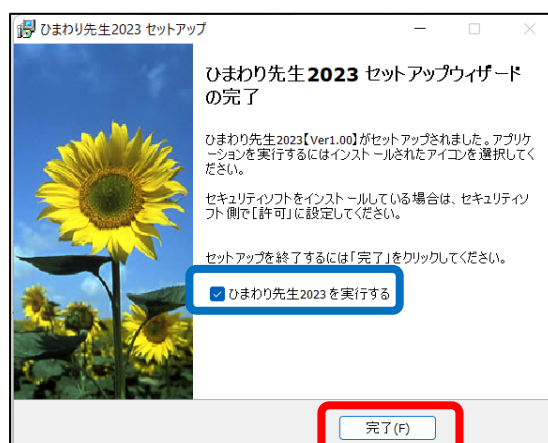 ひまわり先生2023 セットアップ
ひまわり先生2023 セットアップウィザード
の完了
ひまわり先生2023【Ver1.00】がセットアップされました。アプリケ
ーションを実行するにはインストールされたアイコンを選択してく
ださい。
セキュリティソフトをインストールしている場合は、セキュリティソ
フト側で[許可」に設定してください。
セットアップを終了するには「完了」をクリックしてください。
ひまわり先生2023を実行する
完了(F)